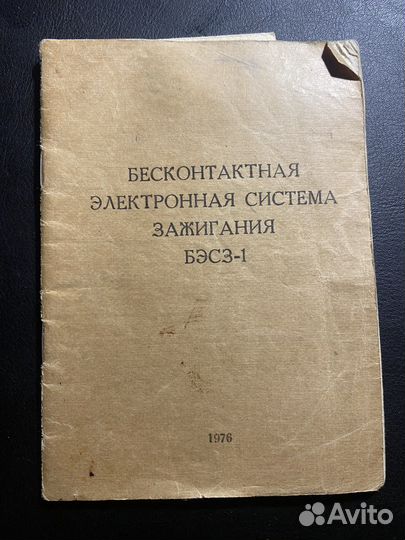 БЕСКОНТАКТНАЯ
ЭЛЕКТРОННАЯ СИСТЕМА
ЗАЖИГАНИЯ
БЭСЗ-1
1976
Avito